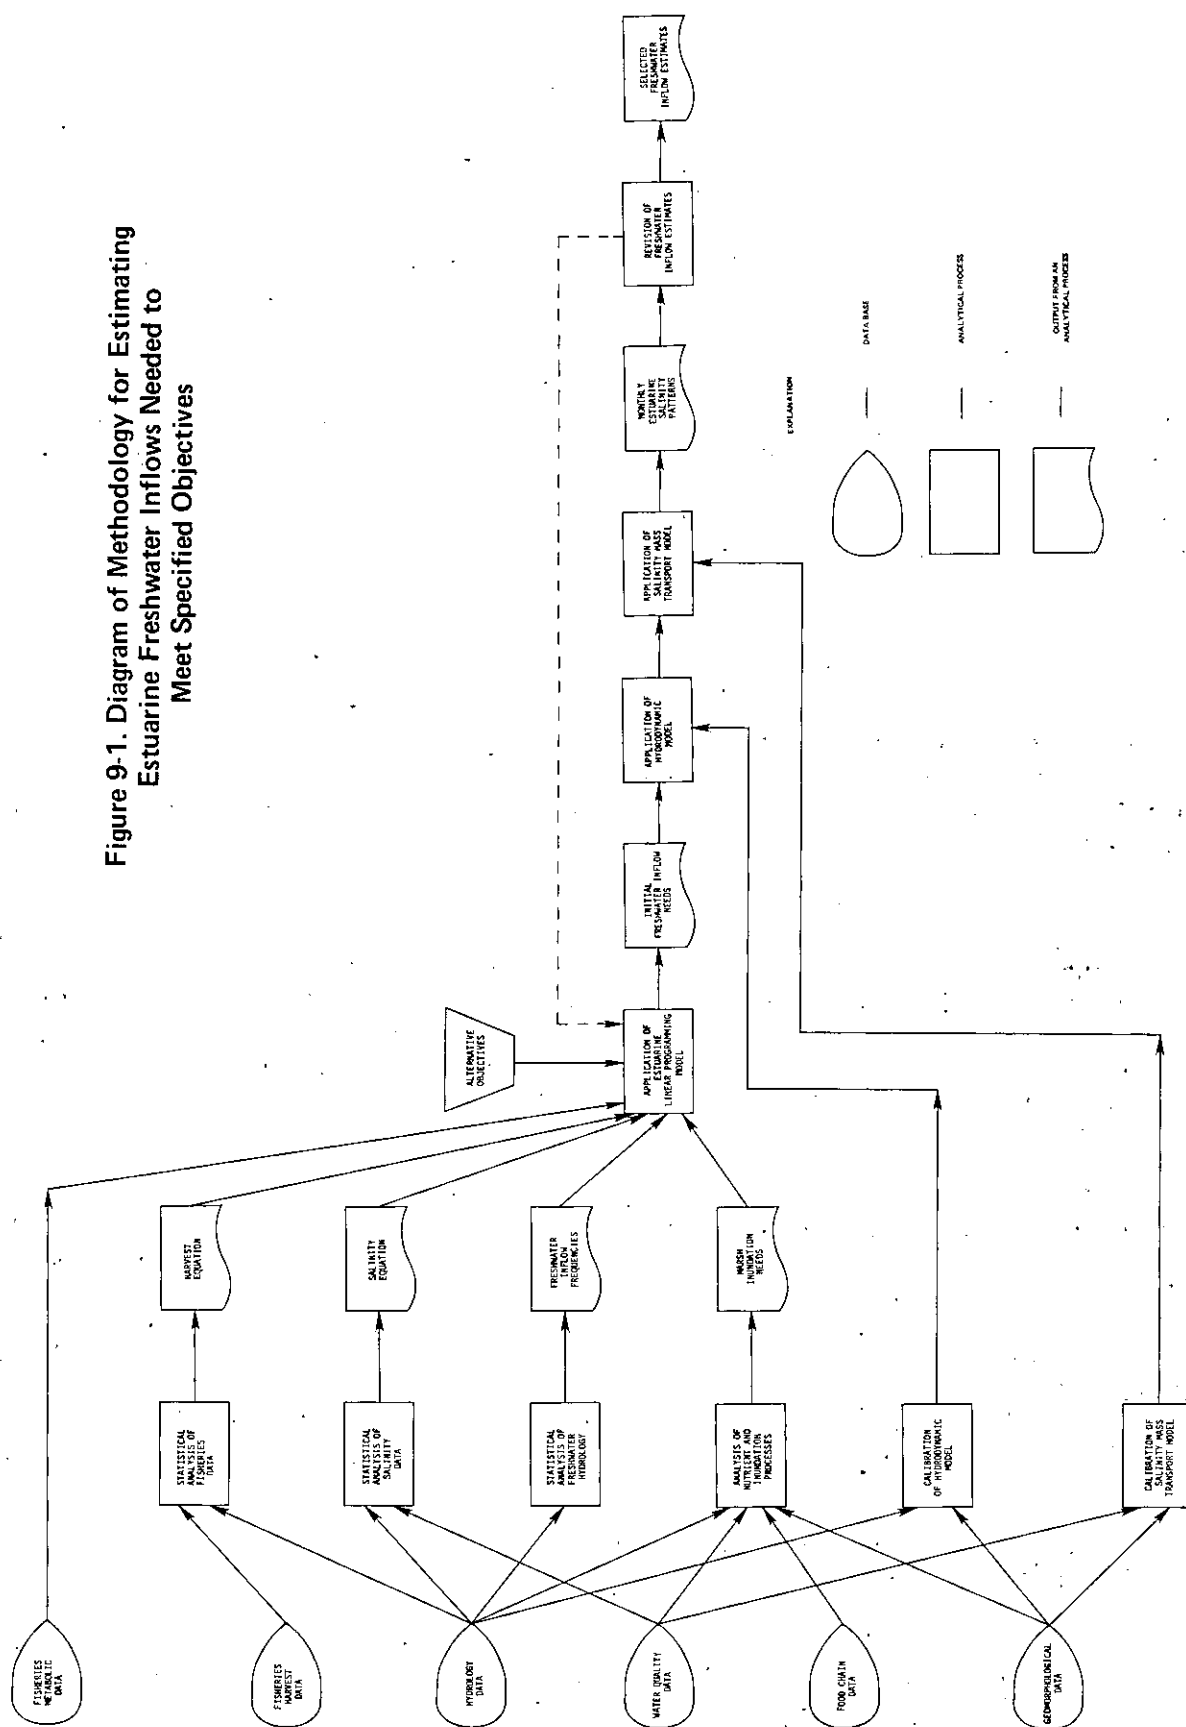 Figure 9-1. Diagram of Methodology for Estimating
Estuarine Freshwater Inflows Needed to
Meet Specified Objectives
FISHERIES
METABOLIC
DATA
FISHERIES
HARVEST
DATA
HYDROLOGY
DATA
WATER QUALITY
DATA
FOOD CHAIN
DATA
GEOMORPHOLOGICAL
DATA
STATISTICAL
ANALYSIS OF
FISHERIES
DATA
STATISTICAL
ANALYSIS OF
SALINITY
DATA
STATISTICAL
ANALYSIS OF
FRESHWATER
HYDROLOGY
ANALYSIS OF
NUTRIENT AND
INUNDATION
PROCESSES
CALIBRATION
OF HYDRODYNAMIC
MODEL
CALIBRATION OF
SALINITY MASS
TRANSPORT MODEL
HARVEST
EQUATION
SALINITY
EQUATION
FRESHWATER
INFLOW
FREQUENCIES
MARSH
INUNDATION
NEEDS
ALTERNATIVE
OBJECTIVES
APPLICATION OF
ESTUARINE
LINEAR PROGRAMMING
MODEL
INITIAL
FRESHWATER INFLOW
NEEDS
APPLICATION OF
HYDRODYNAMIC
MODEL
APPLICATION OF
SALINITY MASS
TRANSPORT MODEL
MONTHLY
ESTUARINE
SALINITY
PATTERNS
REVISION OF
FRESHWATER
INFLOW ESTIMATES
SELECTED
FRESHWATER
INFLOW ESTIMATES
EXPLANATION
DATA BASE
ANALYTICAL PROCESS
OUTPUT FROM AN
ANALYTICAL PROCESS